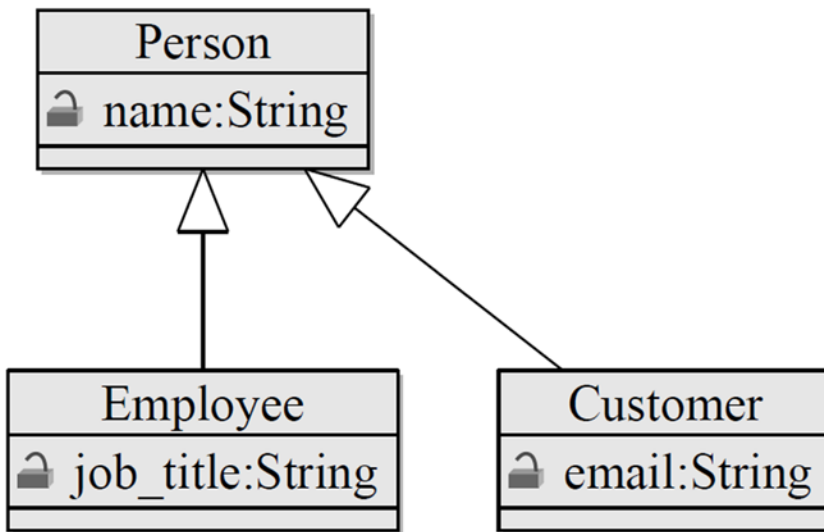 Person
name:String
Employee
job_title:String
Customer
email:String